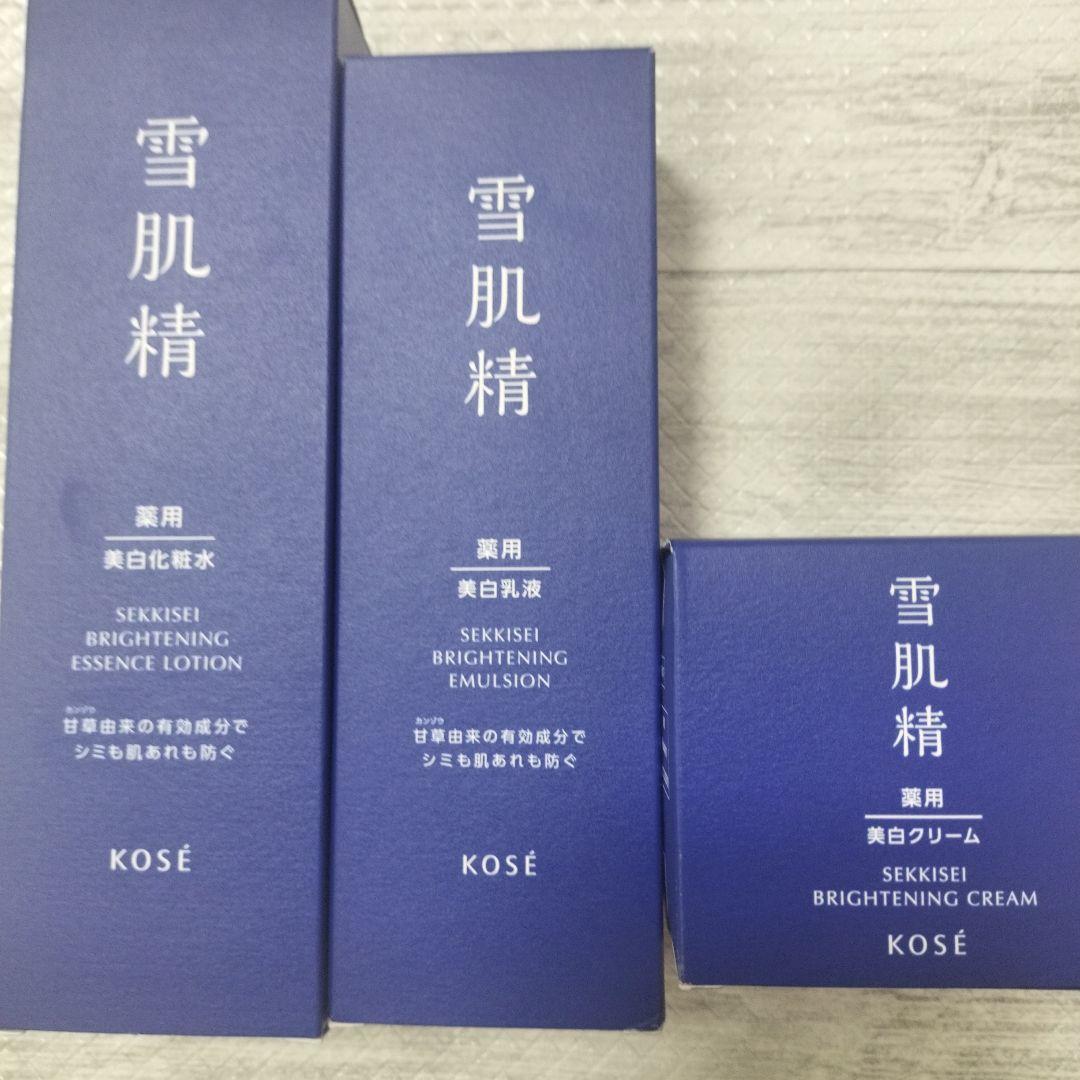 雪肌精
薬用
美白化粧水
SEKKISEI
BRIGHTENING
ESSENCE LOTION
カンゾウ
甘草由来の有効成分で
シミも肌あれも防ぐ
KOSÉ
雪肌精
薬用
美白乳液
SEKKISEI
BRIGHTENING
EMULSION
カンゾウ
甘草由来の有効成分で
シミも肌あれも防ぐ
KOSÉ
雪肌精
薬用
美白クリーム
SEKKISEI
BRIGHTENING CREAM
KOSÉ